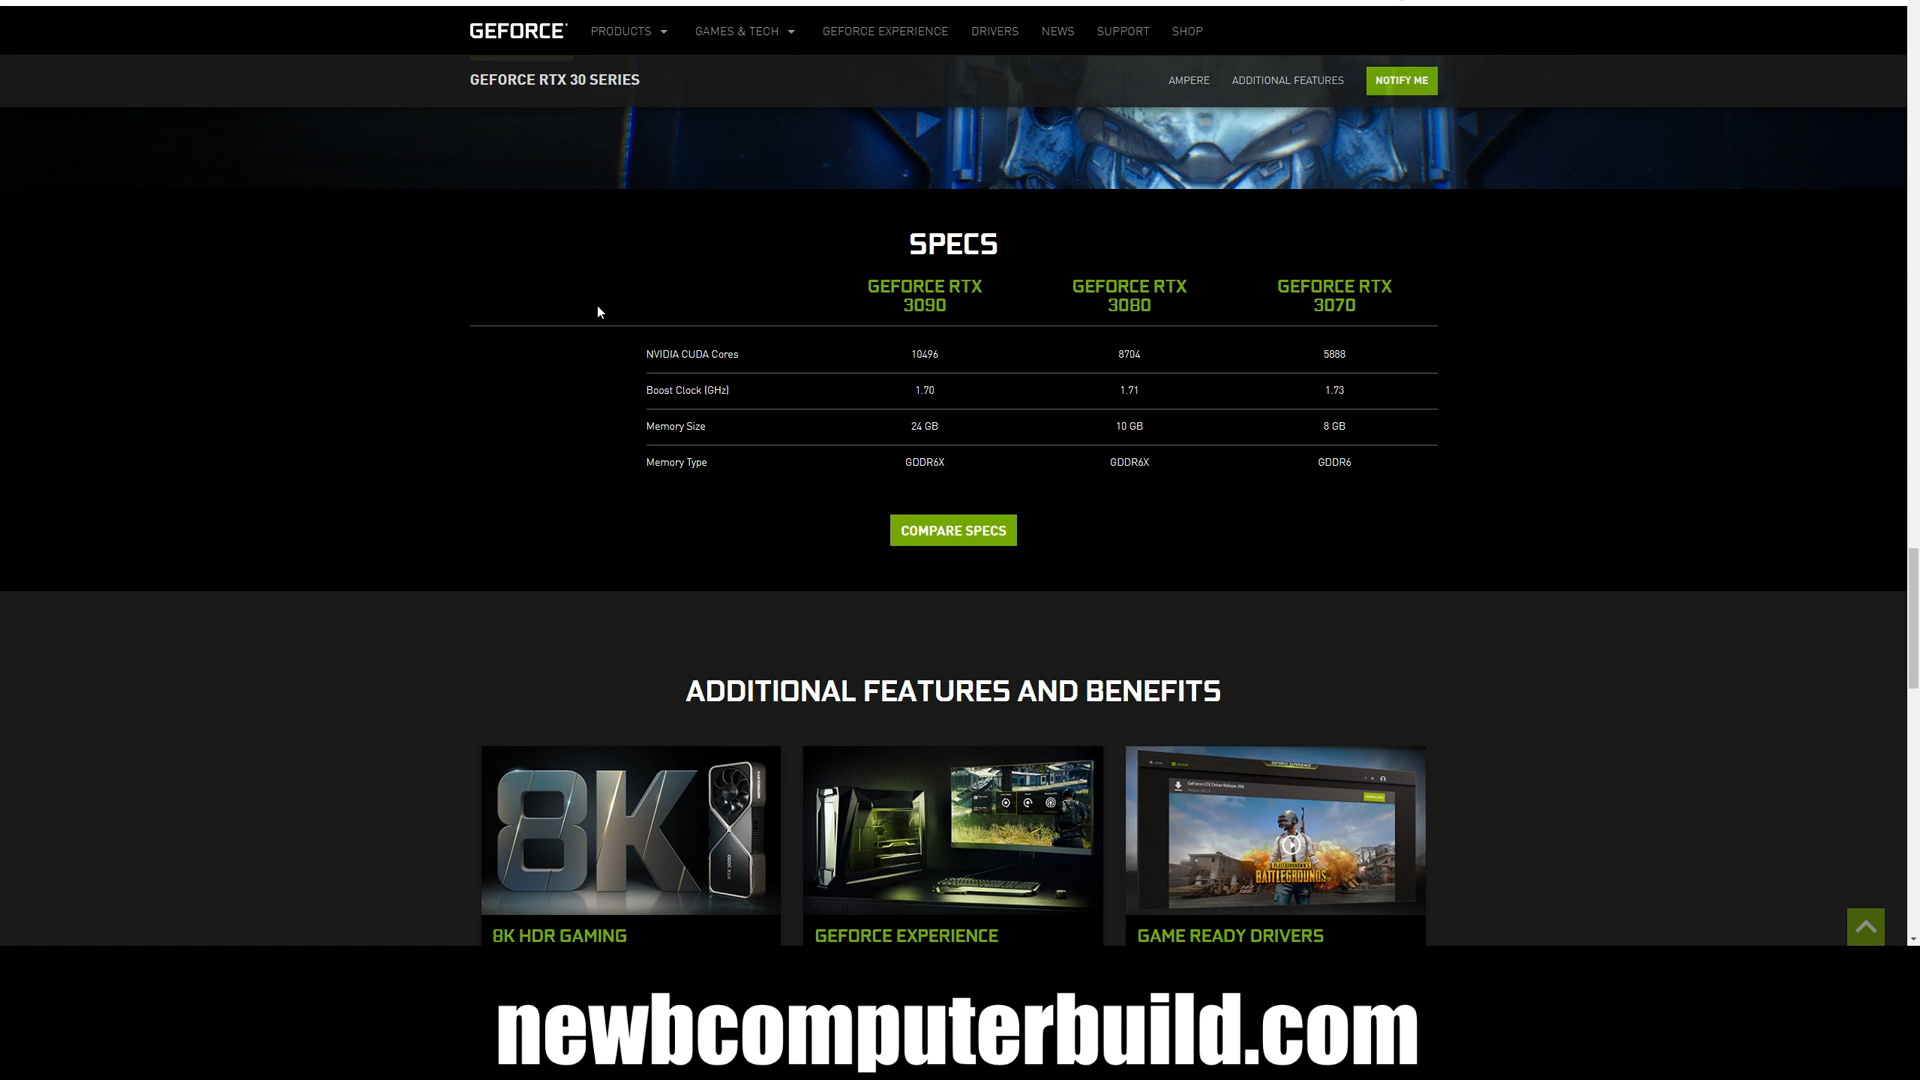 GEFORCE PRODUCTS GAMES & TECH GEFORCE EXPERIENCE DRIVERS NEWS SUPPORT SHOP
GEFORCE RTX 30 SERIES AMPERE ADDITIONAL FEATURES NOTIFY ME
SPECS
GEFORCE RTX 3090 GEFORCE RTX 3080 GEFORCE RTX 3070
NVIDIA CUDA Cores 10496 8704 5888
Boost Clock (GHz) 1.70 1.71 1.73
Memory Size 24 GB 10 GB 8 GB
Memory Type GDDR6X GDDR6X GDDR6
COMPARE SPECS
ADDITIONAL FEATURES AND BENEFITS
8K
GEFORCE EXPERIENCE
BATTLEGROUNDS
8K HDR GAMING GEFORCE EXPERIENCE GAME READY DRIVERS
newbcomputerbuild.com